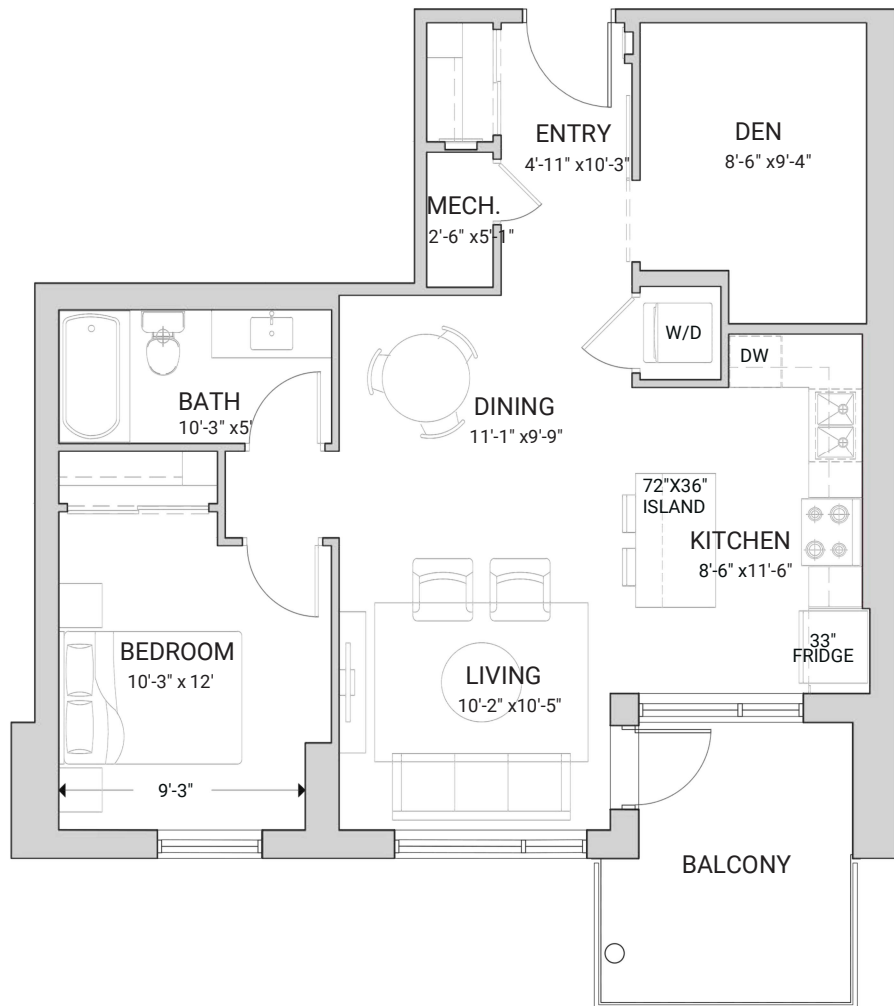 ENTRY
4'-11" x10'-3"
DEN
8'-6" x9'-4"
MECH.
2'-6" x5'-1"
W/D
DW
BATH
10'-3" x5'
DINING
11'-1" x9'-9"
72"X36"
ISLAND
KITCHEN
8'-6" x11'-6"
33"
FRIDGE
BEDROOM
10'-3" x 12'
LIVING
10'-2" x10'-5"
9'-3"
BALCONY